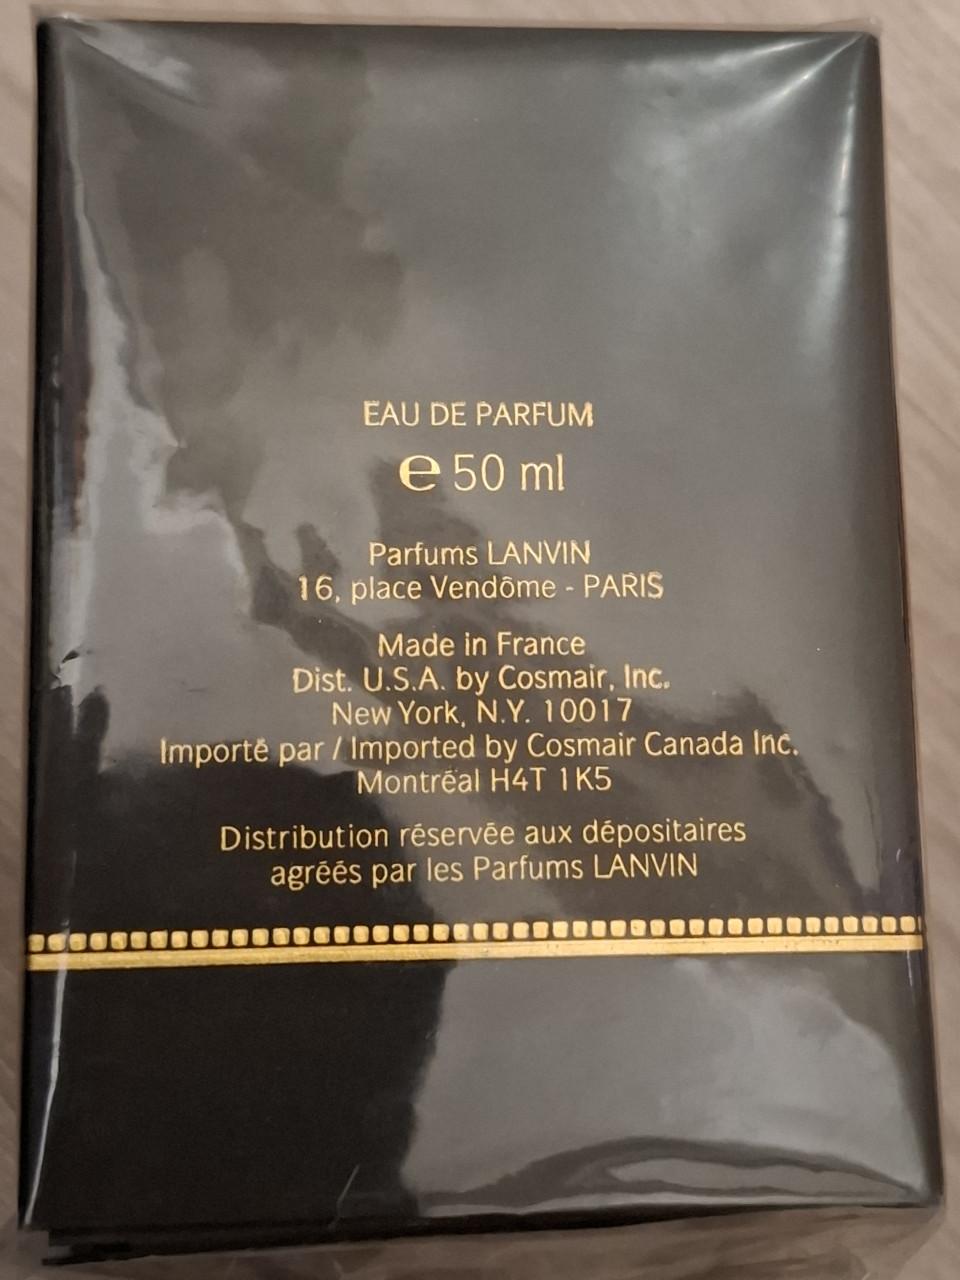 EAU DE PARFUM
℮ 50 ml
Parfums LANVIN
16, place Vendôme - PARIS
Made in France
Dist. U.S.A. by Cosmair, Inc.
New York, N.Y. 10017
Importé par / Imported by Cosmair Canada Inc.
Montréal H4T 1K5
Distribution réservée aux dépositaires
agréés par les Parfums LANVIN